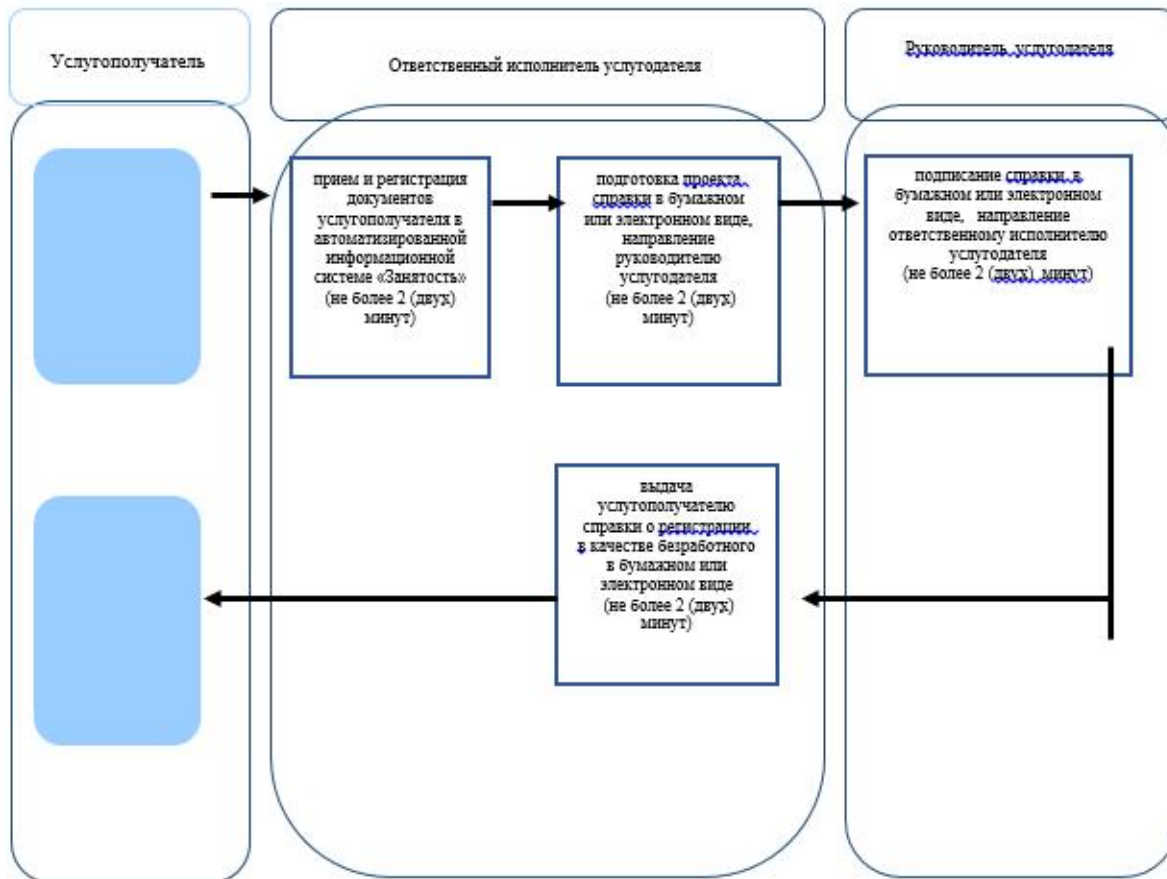 Услугополучатель
Ответственный исполнитель услугодателя
Руководитель услугодателя
прием и регистрация
документов
услугополучателя в
автоматизированной
информационной
системе «Занятость»
(не более 2 (двух)
минут)
подготовка проекта
справки в бумажном
или электронном виде,
направление
руководителю
услугодателя
(не более 2 (двух)
минут)
подписание справки в
бумажном или электронном
виде, направление
ответственному исполнителю
услугодателя
(не более 2 (двух) минут)
выдача
услугополучателю
справки о регистрации
в качестве безработного
в бумажном или
электронном виде
(не более 2 (двух)
минут)